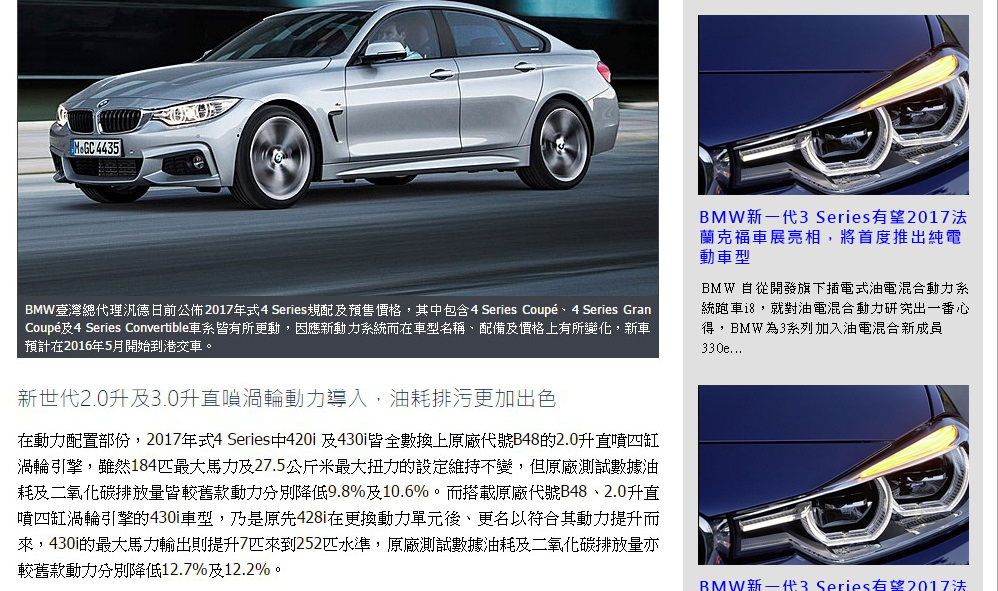 M GC 4435
BMW臺灣總代理汎德日前公佈2017年式4 Series規配及預售價格，其中包含4 Series Coupé、4 Series Gran
Coupé及4 Series Convertible車系皆有所更動，因應新動力系統而在車型名稱、配備及價格上有所變化，新車
預計在2016年5月開始到港交車。
新世代2.0升及3.0升直噴渦輪動力導入，油耗排污更加出色
在動力配置部份，2017年式4 Series中420i 及430i皆全數換上原廠代號B48的2.0升直噴四缸
渦輪引擎，雖然184匹最大馬力及27.5公斤米最大扭力的設定維持不變，但原廠測試數據油
耗及二氧化碳排放量皆較舊款動力分別降低9.8%及10.6%。而搭載原廠代號B48、2.0升直
噴四缸渦輪引擎的430i車型，乃是原先428i在更換動力單元後、更名以符合其動力提升而
來，430i的最大馬力輸出則提升7匹來到252匹水準，原廠測試數據油耗及二氧化碳排放量亦
較舊款動力分別降低12.7%及12.2%。
BMW新一代3 Series有望2017法
蘭克福車展亮相，將首度推出純電
動車型
BMW 自從開發旗下插電式油電混合動力系
統跑車i8，就對油電混合動力研究出一番心
得，BMW為3系列加入油電混合新成員
330e...
BMW新一代3 Series有望2017法